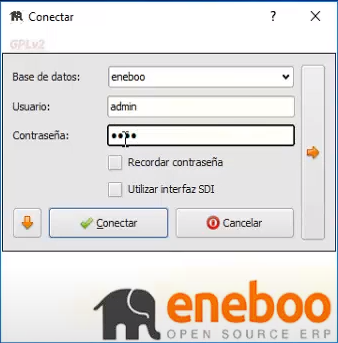 Conectar
?
GPLv2
Base de datos: eneboo
Usuario: admin
Contraseña: ●●●●
Recordar contraseña
Utilizar interfaz SDI
Conectar Cancelar
eneboo
OPEN SOURCE ERP